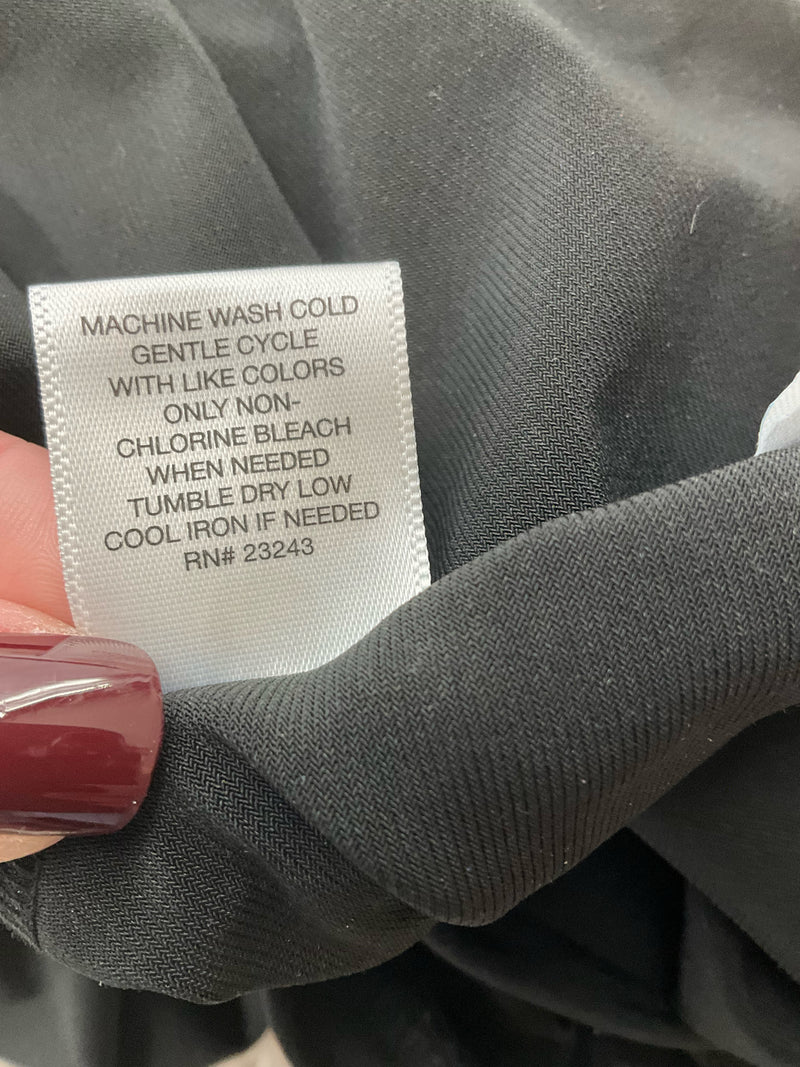 MACHINE WASH COLD
GENTLE CYCLE
WITH LIKE COLORS
ONLY NON-
CHLORINE BLEACH
WHEN NEEDED
TUMBLE DRY LOW
COOL IRON IF NEEDED
RN# 23243